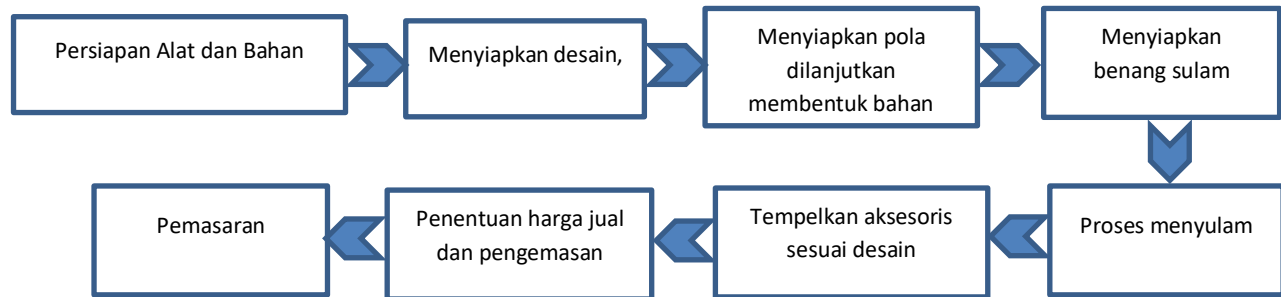 Persiapan Alat dan Bahan
Menyiapkan desain,
Menyiapkan pola
dilanjutkan
membentuk bahan
Menyiapkan
benang sulam
Proses menyulam
Tempelkan aksesoris
sesuai desain
Penentuan harga jual
dan pengemasan
Pemasaran